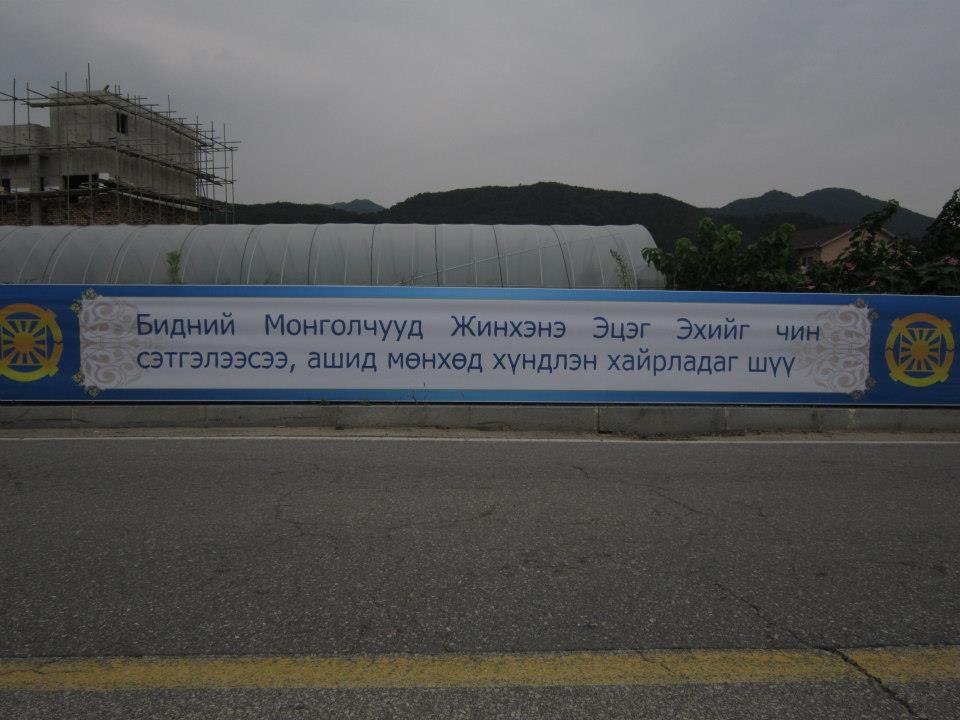 Бидний Монголчууд Жинхэнэ Эцэг Эхийг чин
сэтгэлээсээ, ашид мөнхөд хүндлэн хайрладаг шүү